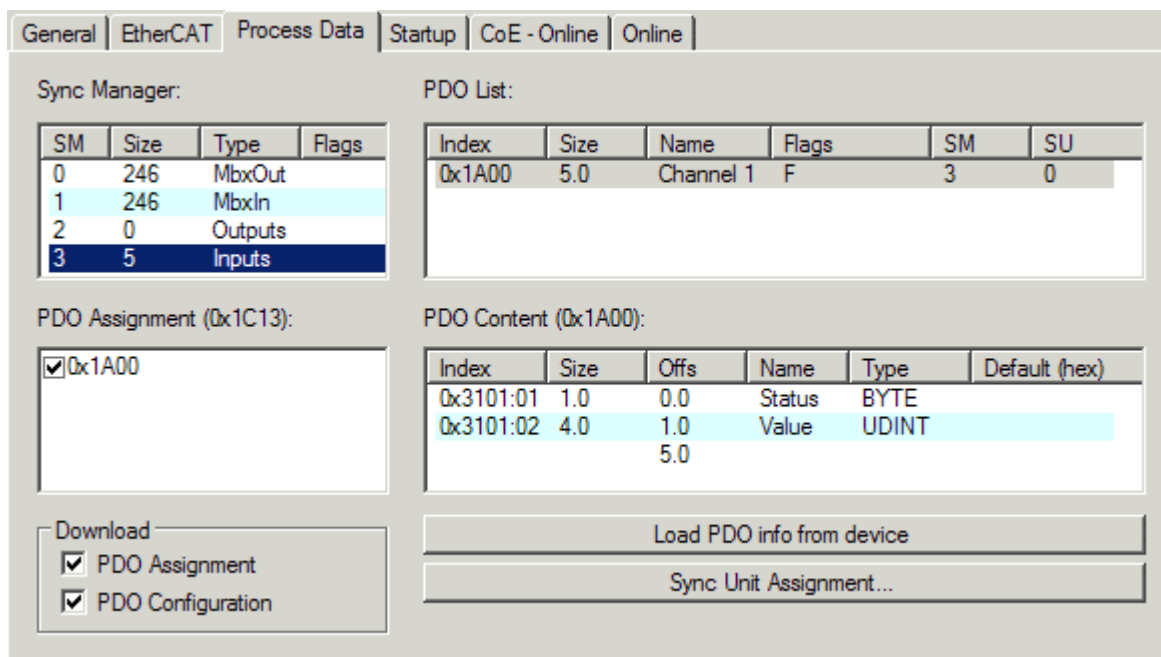 General EtherCAT Process Data Startup CoE - Online Online
Sync Manager:
SM Size Type Flags
0 246 MbxOut
1 246 MbxIn
2 0 Outputs
3 5 Inputs
PDO List:
Index Size Name Flags SM SU
0x1A00 5.0 Channel 1 F 3 0
PDO Assignment (0x1C13):
0x1A00
PDO Content (0x1A00):
Index Size Offs Name Type Default (hex)
0x3101:01 1.0 0.0 Status BYTE
0x3101:02 4.0 1.0 Value UDINT
5.0
Download
PDO Assignment
PDO Configuration
Load PDO info from device
Sync Unit Assignment...